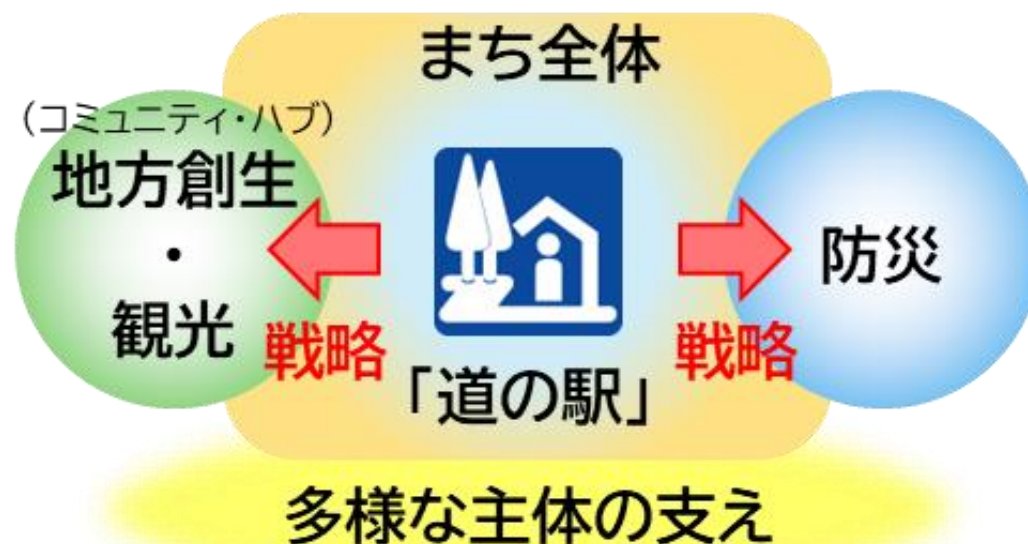 まち全体
(コミュニティ・ハブ)
地方創生
・
観光
戦略
「道の駅」
戦略
防災
多様な主体の支え